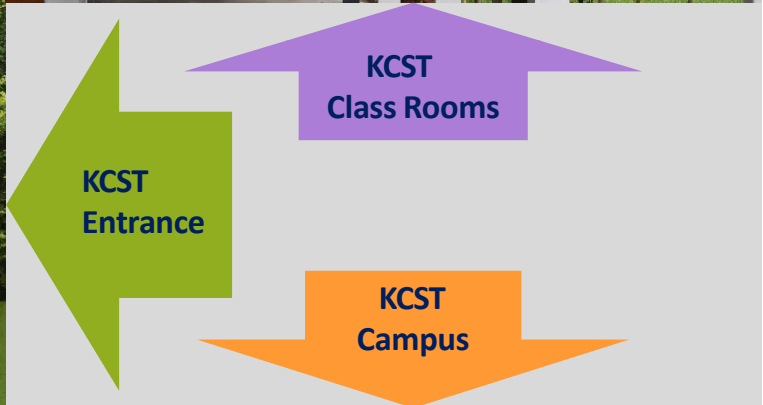 KCST
Class Rooms
KCST
Entrance
KCST
Campus